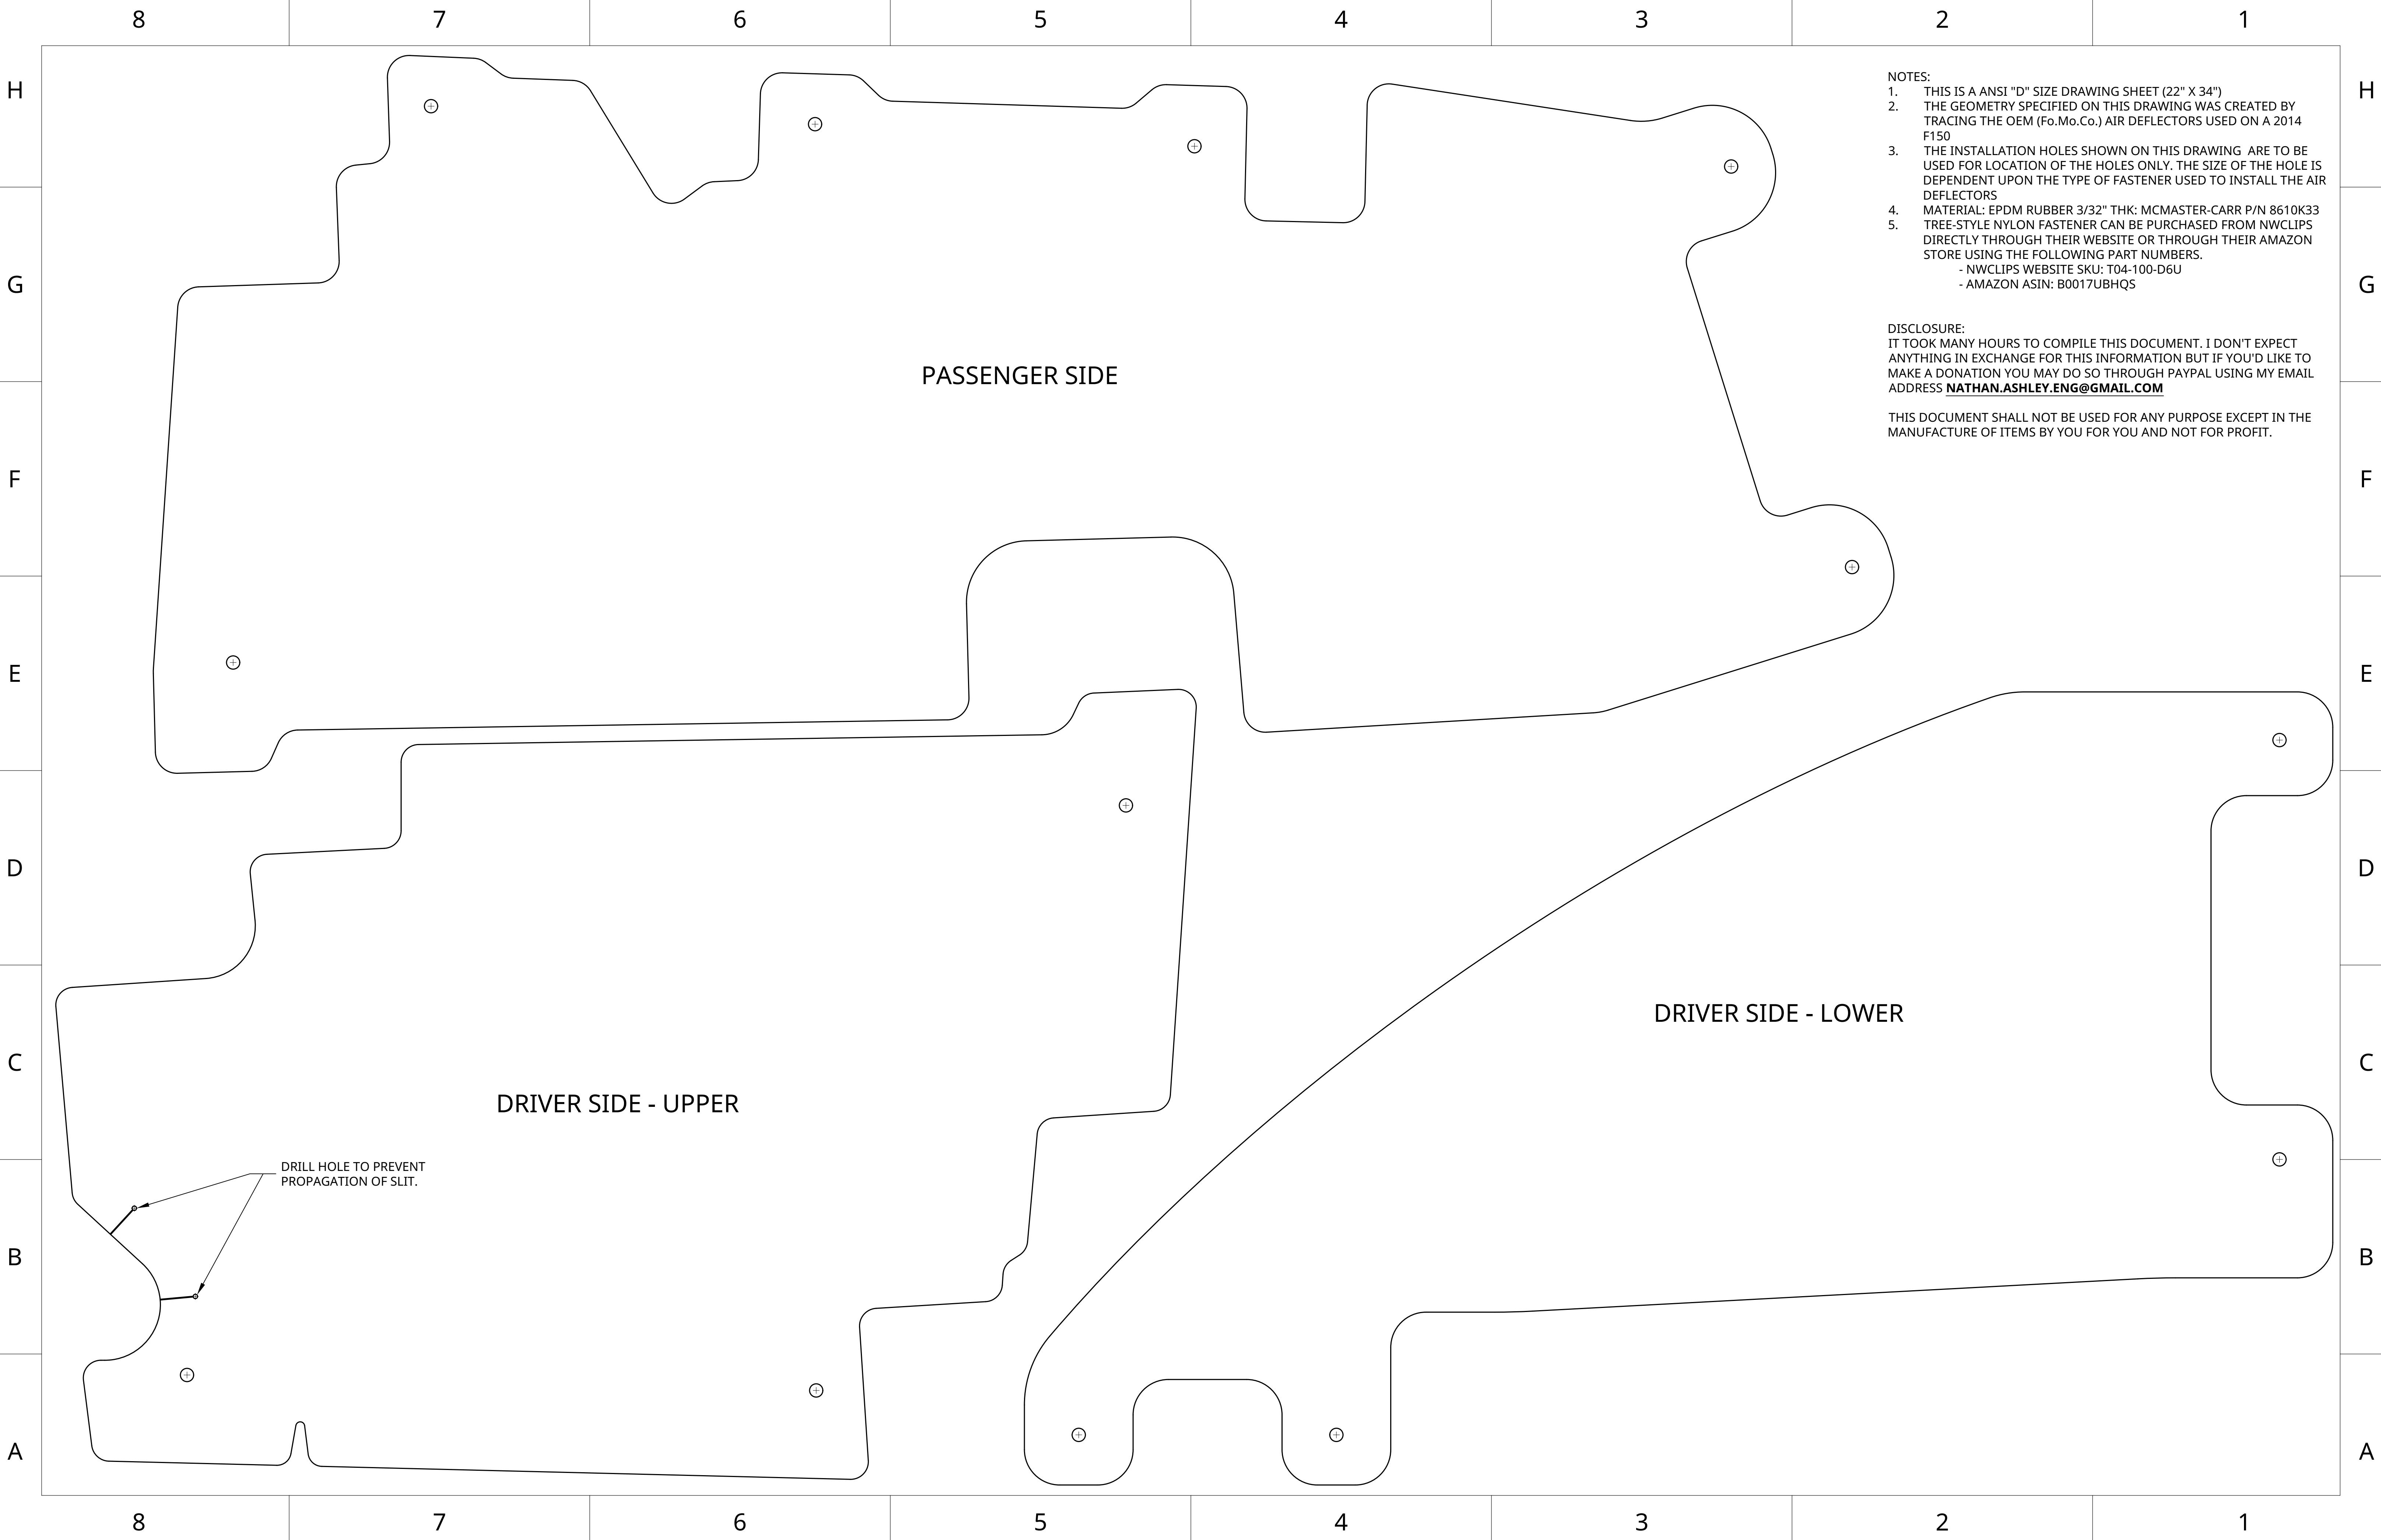 8 7 6 5 4 3 2 1
H H
NOTES:
1. THIS IS A ANSI "D" SIZE DRAWING SHEET (22" X 34")
2. THE GEOMETRY SPECIFIED ON THIS DRAWING WAS CREATED BY
TRACING THE OEM (Fo.Mo.Co.) AIR DEFLECTORS USED ON A 2014
F150
3. THE INSTALLATION HOLES SHOWN ON THIS DRAWING ARE TO BE
USED FOR LOCATION OF THE HOLES ONLY. THE SIZE OF THE HOLE IS
DEPENDENT UPON THE TYPE OF FASTENER USED TO INSTALL THE AIR
DEFLECTORS
4. MATERIAL: EPDM RUBBER 3/32" THK: MCMASTER-CARR P/N 8610K33
5. TREE-STYLE NYLON FASTENER CAN BE PURCHASED FROM NWCLIPS
DIRECTLY THROUGH THEIR WEBSITE OR THROUGH THEIR AMAZON
STORE USING THE FOLLOWING PART NUMBERS.
- NWCLIPS WEBSITE SKU: T04-100-D6U
- AMAZON ASIN: B0017UBHQS
G G
DISCLOSURE:
IT TOOK MANY HOURS TO COMPILE THIS DOCUMENT. I DON'T EXPECT
ANYTHING IN EXCHANGE FOR THIS INFORMATION BUT IF YOU'D LIKE TO
MAKE A DONATION YOU MAY DO SO THROUGH PAYPAL USING MY EMAIL
ADDRESS NATHAN.ASHLEY.ENG@GMAIL.COM
THIS DOCUMENT SHALL NOT BE USED FOR ANY PURPOSE EXCEPT IN THE
MANUFACTURE OF ITEMS BY YOU FOR YOU AND NOT FOR PROFIT.
PASSENGER SIDE
F F
E E
D D
DRIVER SIDE - LOWER
C C
DRIVER SIDE - UPPER
DRILL HOLE TO PREVENT
PROPAGATION OF SLIT.
B B
A A
8 7 6 5 4 3 2 1